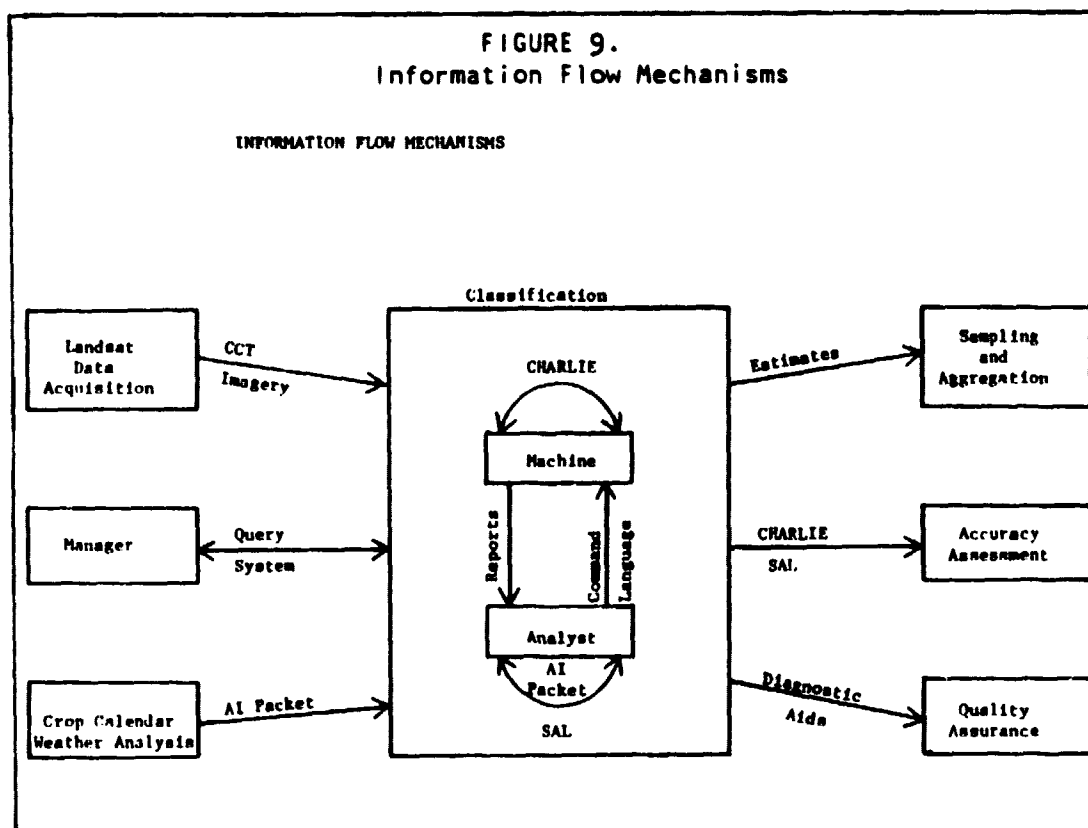 FIGURE 9.
Information Flow Mechanisms
INFORMATION FLOW MECHANISMS
Classification
Landsat
Data
Acquisition
CCT
Imagery
CHARLIE
Machine
Estimates
Sampling
and
Aggregation
Manager
Query
System
Reports
Command
Language
CHARLIE
SAL
Accuracy
Assessment
Analyst
AI
Packet
SAL
Crop Calendar
Weather Analysis
AI Packet
Diagnostic
Aids
Quality
Assurance